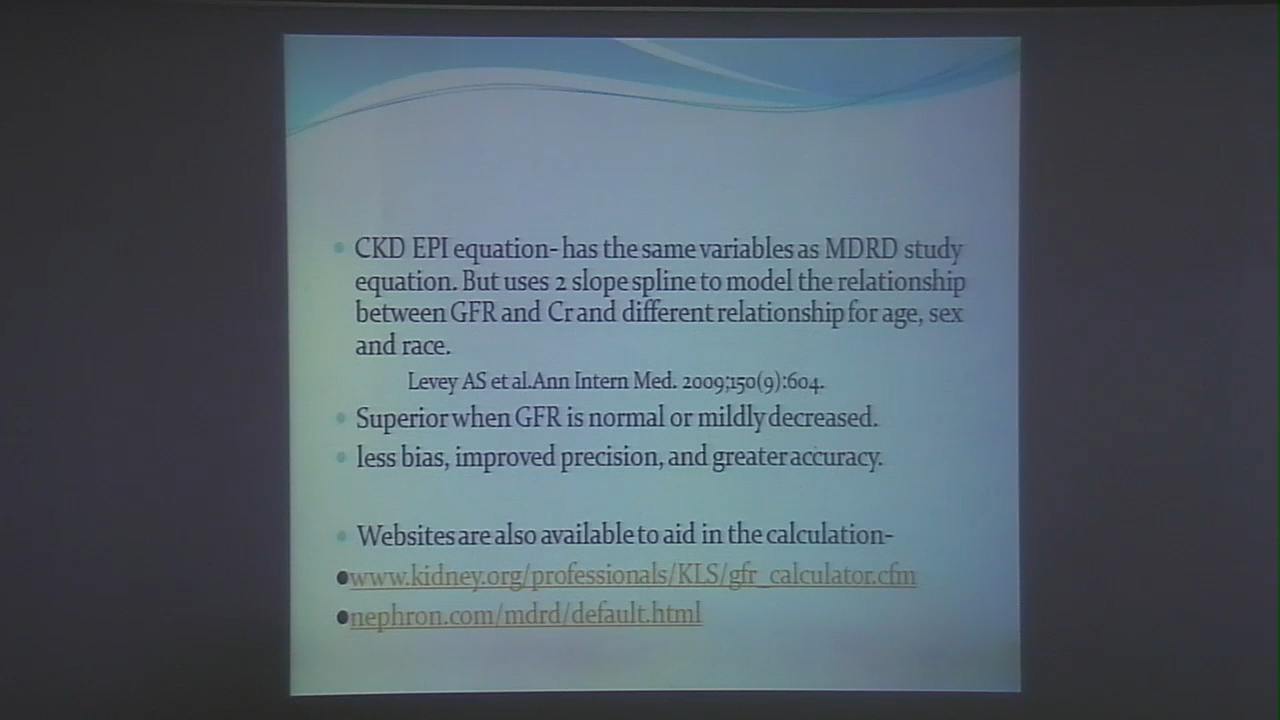 CKD EPI equation- has the same variables as MDRD study
equation. But uses 2 slope spline to model the relationship
between GFR and Cr and different relationship for age, sex
and race.
Levey AS et al.Ann Intern Med. 2009;150(9):604.
Superior when GFR is normal or mildly decreased.
less bias, improved precision, and greater accuracy.
Websites are also available to aid in the calculation-
www.kidney.org/professionals/KLS/gfr_calculator.cfm
nephron.com/mdrd/default.html